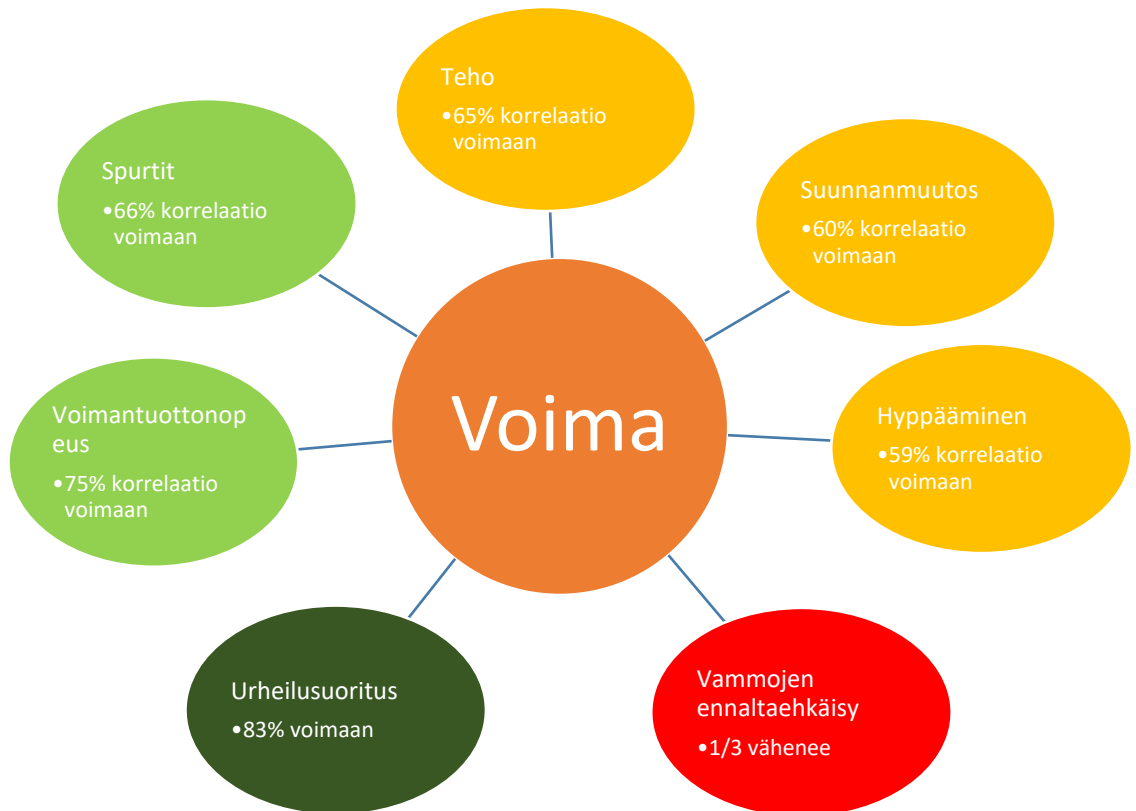 Teho
•65% korrelaatio
voimaan
Suunnanmuutos
•60% korrelaatio
voimaan
Hyppääminen
•59% korrelaatio
voimaan
Vammojen
ennaltaehkäisy
•1/3 vähenee
Urheilusuoritus
•83% voimaan
Voimantuottonop
eus
•75% korrelaatio
voimaan
Spurtit
•66% korrelaatio
voimaan
Voima